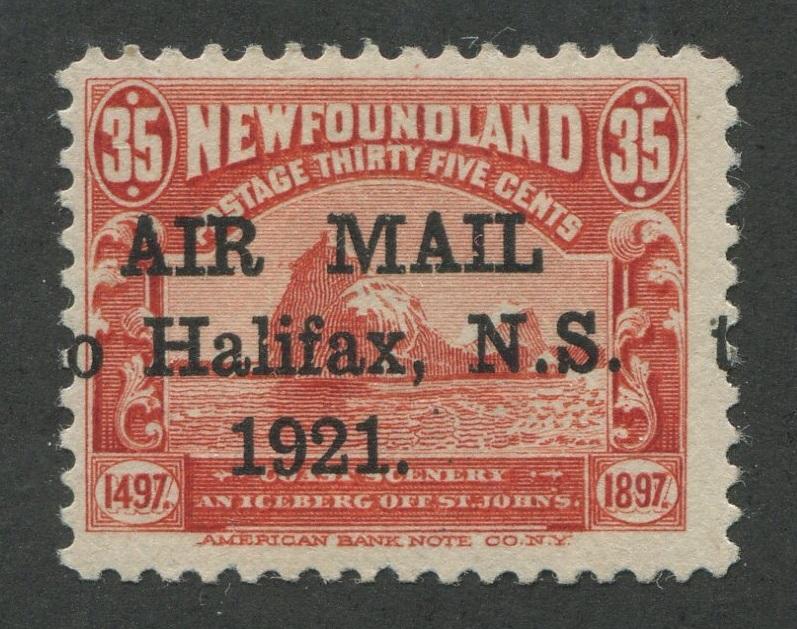 35 NEWFOUNDLAND 35
POSTAGE THIRTY FIVE CENTS
AIR MAIL
o Halifax, N.S. t
1921.
COAST SCENERY
1497. AN ICEBERG OFF ST. JOHNS. 1897.
AMERICAN BANK NOTE CO. N.Y.